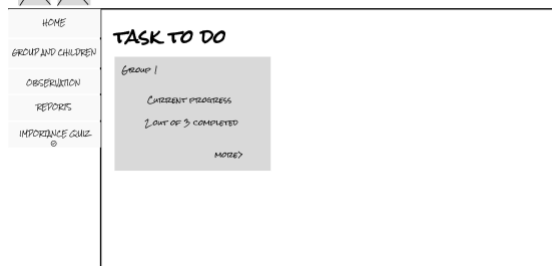 HOME
GROUP AND CHILDREN
OBSERVATION
REPORTS
IMPORTANCE QUIZ
TASK TO DO
GROUP 1
CURRENT PROGRESS
2 OUT OF 3 COMPLETED
MORE>